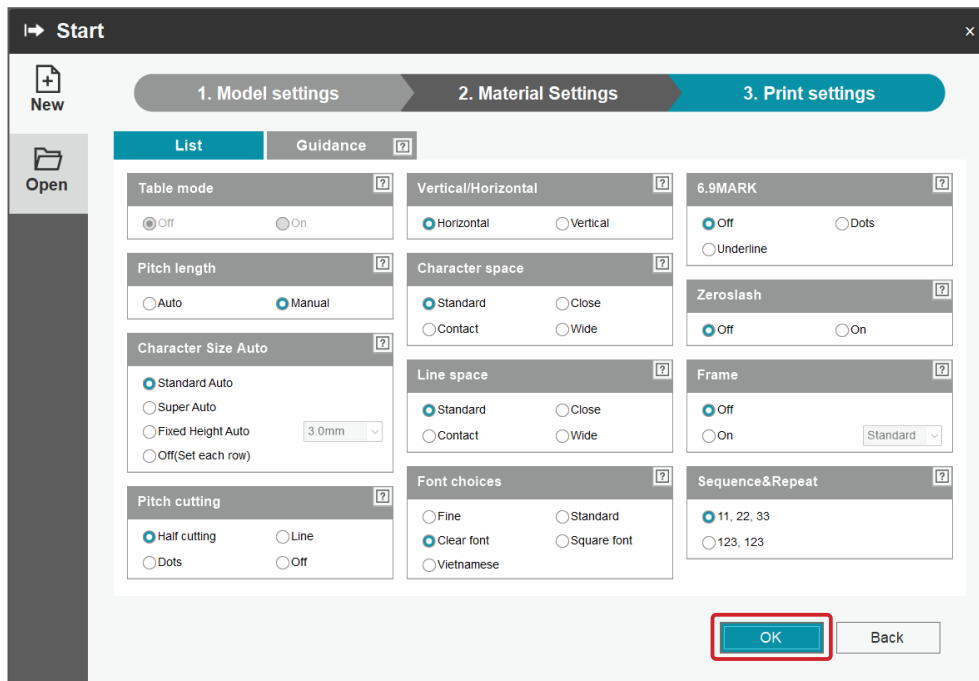 Start
×
New
Open
1. Model settings
2. Material Settings
3. Print settings
List
Guidance ?
Table mode ?
Off On
Pitch length ?
Auto Manual
Character Size Auto ?
Standard Auto
Super Auto
Fixed Height Auto 3.0mm
Off(Set each row)
Pitch cutting ?
Half cutting Line
Dots Off
Vertical/Horizontal ?
Horizontal Vertical
Character space ?
Standard Close
Contact Wide
Line space ?
Standard Close
Contact Wide
Font choices ?
Fine Standard
Clear font Square font
Vietnamese
6.9MARK ?
Off Dots
Underline
Zeroslash ?
Off On
Frame ?
Off
On Standard
Sequence&Repeat ?
11, 22, 33
123, 123
OK Back